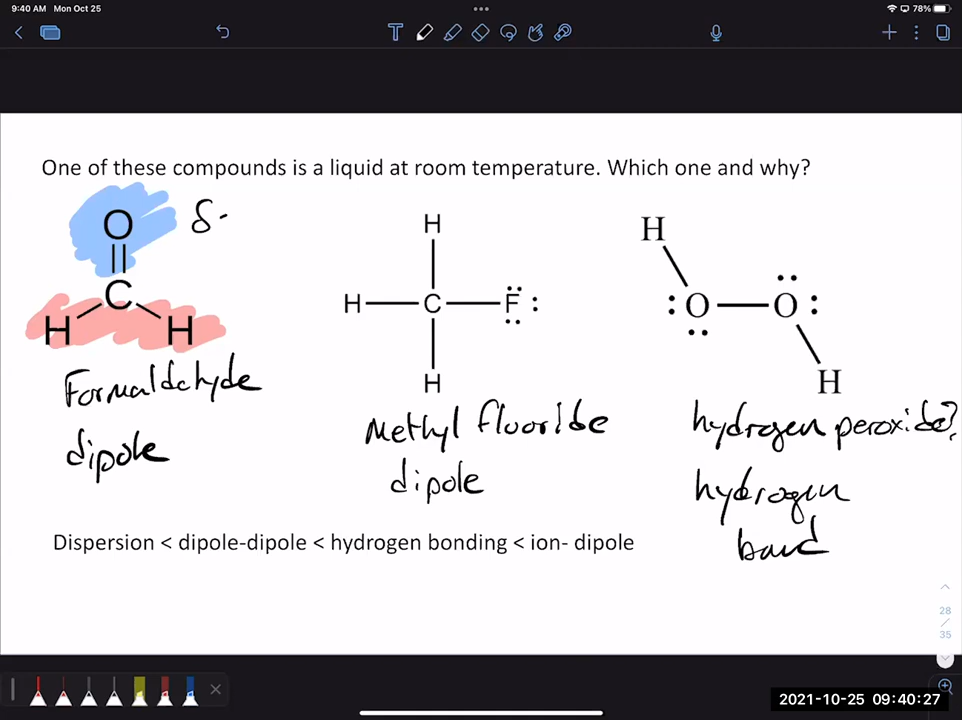 9:40 AM Mon Oct 25
78%
T
One of these compounds is a liquid at room temperature. Which one and why?
O
δ-
C
H H
H
H C F
H
H
O O
H
Formaldehyde
dipole
Methyl fluoride
dipole
hydrogen peroxide?
hydrogen
bond
Dispersion < dipole-dipole < hydrogen bonding < ion- dipole
28
/
35
2021-10-25 09:40:27